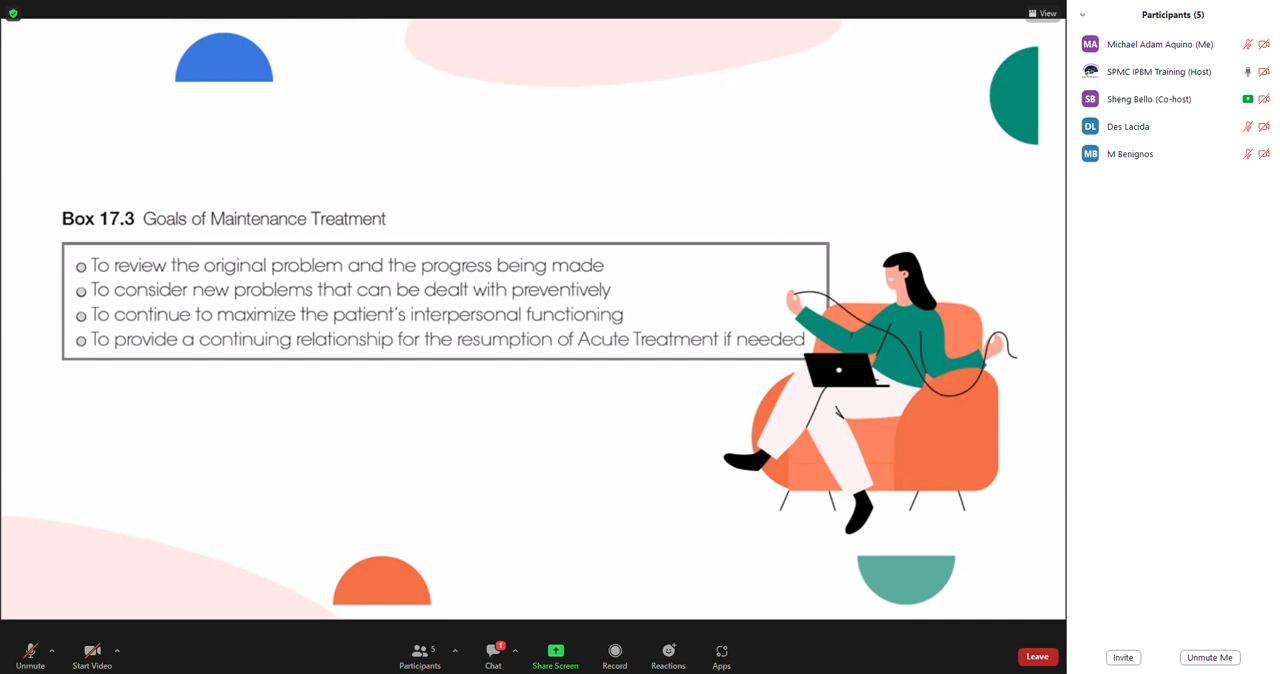 View
Box 17.3 Goals of Maintenance Treatment
To review the original problem and the progress being made
To consider new problems that can be dealt with preventively
To continue to maximize the patient's interpersonal functioning
To provide a continuing relationship for the resumption of Acute Treatment if needed
Participants (5)
MA Michael Adam Aquino (Me)
SPMC IPBM Training (Host)
SB Sheng Bello (Co-host)
DL Des Lacida
MB M Benignos
Unmute
Start Video
5
Participants
1
Chat
Share Screen
Record
Reactions
Apps
Leave
Invite
Unmute Me